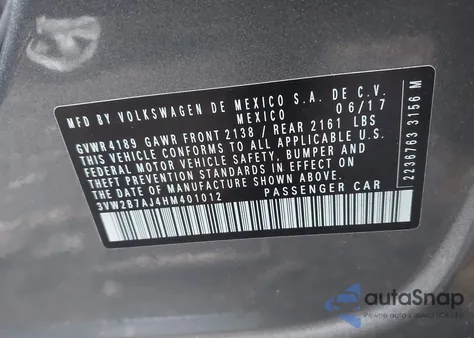 MFD BY VOLKSWAGEN DE MEXICO S.A. DE C.V.
MEXICO 06/17
GVWR4189 GAWR FRONT 2138 / REAR 2161 LBS
THIS VEHICLE CONFORMS TO ALL APPLICABLE
FEDERAL MOTOR VEHICLE SAFETY, BUMPER AND
THEFT PREVENTION STANDARDS IN EFFECT ON
THE DATE OF MANUFACTURE SHOWN ABOVE.
3VW2B7AJ4HM401012 PASSENGER CAR
2236763 3156 M
autaSnap